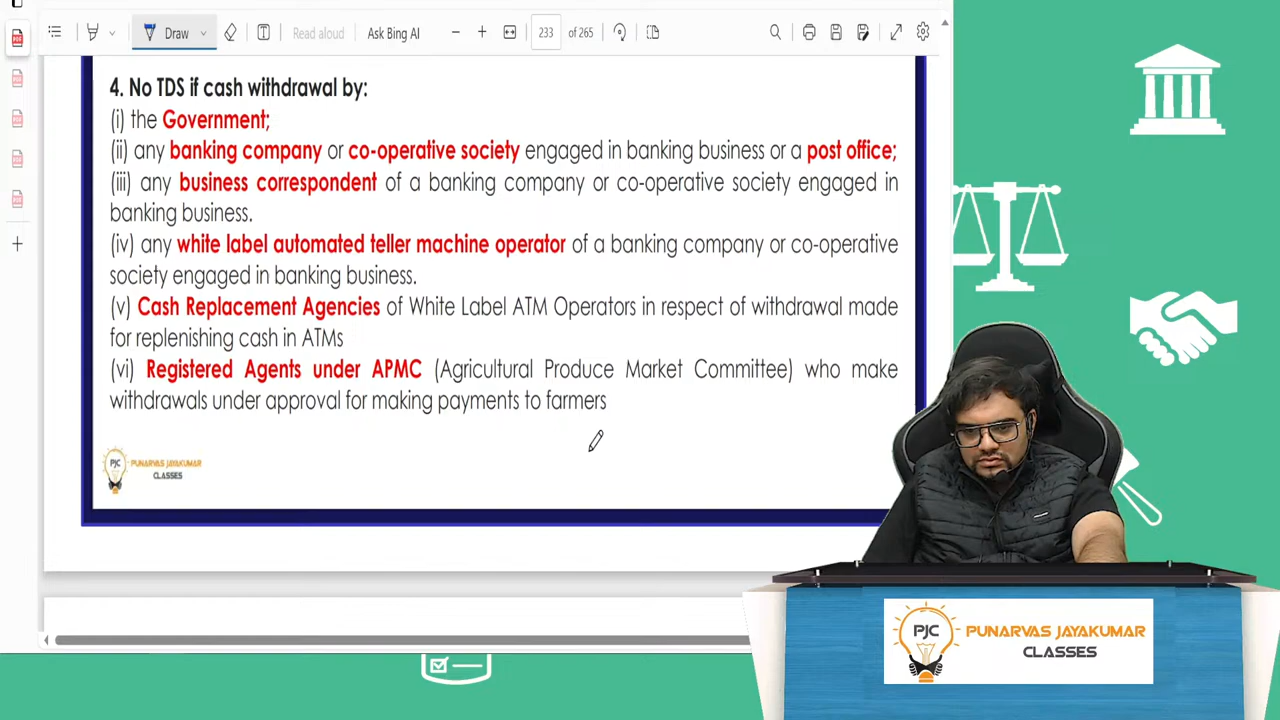 Draw
Read aloud
Ask Bing AI
233
of 265
4. No TDS if cash withdrawal by:
(i) the Government;
(ii) any banking company or co-operative society engaged in banking business or a post office;
(iii) any business correspondent of a banking company or co-operative society engaged in
banking business.
(iv) any white label automated teller machine operator of a banking company or co-operative
society engaged in banking business.
(v) Cash Replacement Agencies of White Label ATM Operators in respect of withdrawal made
for replenishing cash in ATMs
(vi) Registered Agents under APMC (Agricultural Produce Market Committee) who make
withdrawals under approval for making payments to farmers
PJC
PUNARVAS JAYAKUMAR
CLASSES
PJC
PUNARVAS JAYAKUMAR
CLASSES